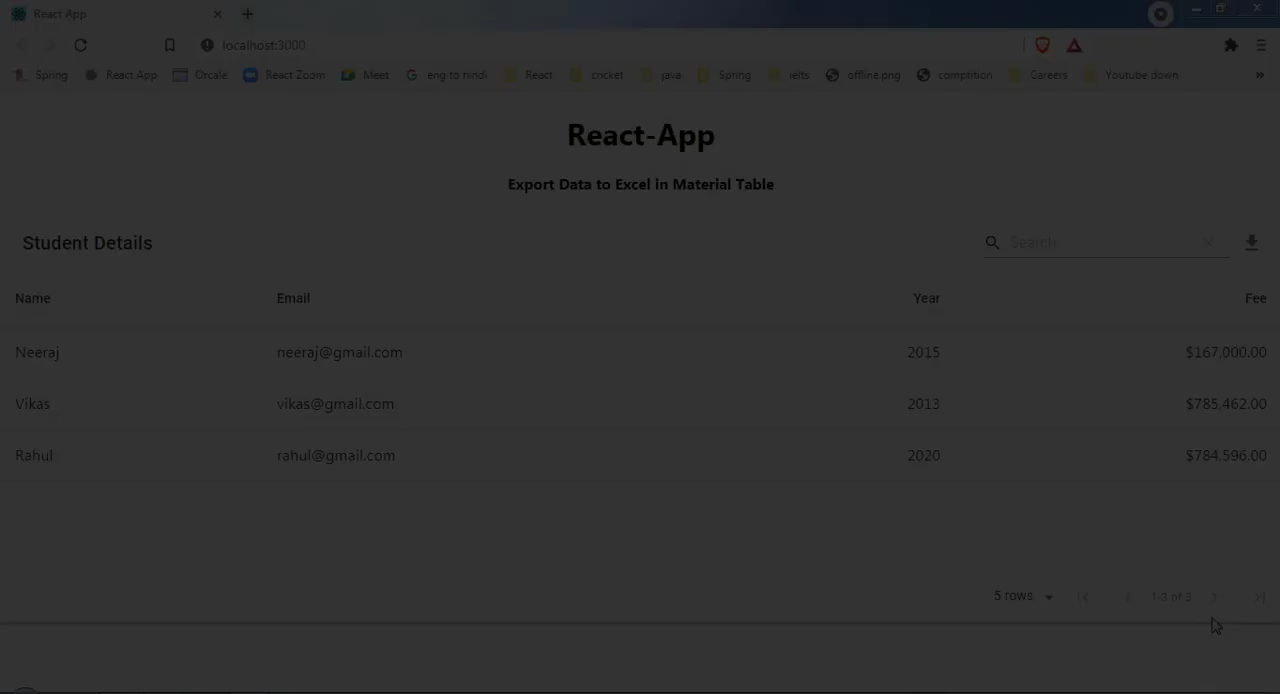 React App
localhost:3000
Spring React App Orcale React Zoom Meet eng to hindi React cricket java Spring ielts offline.png comptition Careers Youtube down
React-App
Export Data to Excel in Material Table
Student Details Search
Name Email Year Fee
Neeraj neeraj@gmail.com 2015 $167,000.00
Vikas vikas@gmail.com 2013 $785,462.00
Rahul rahul@gmail.com 2020 $784,596.00
5 rows 1-3 of 3